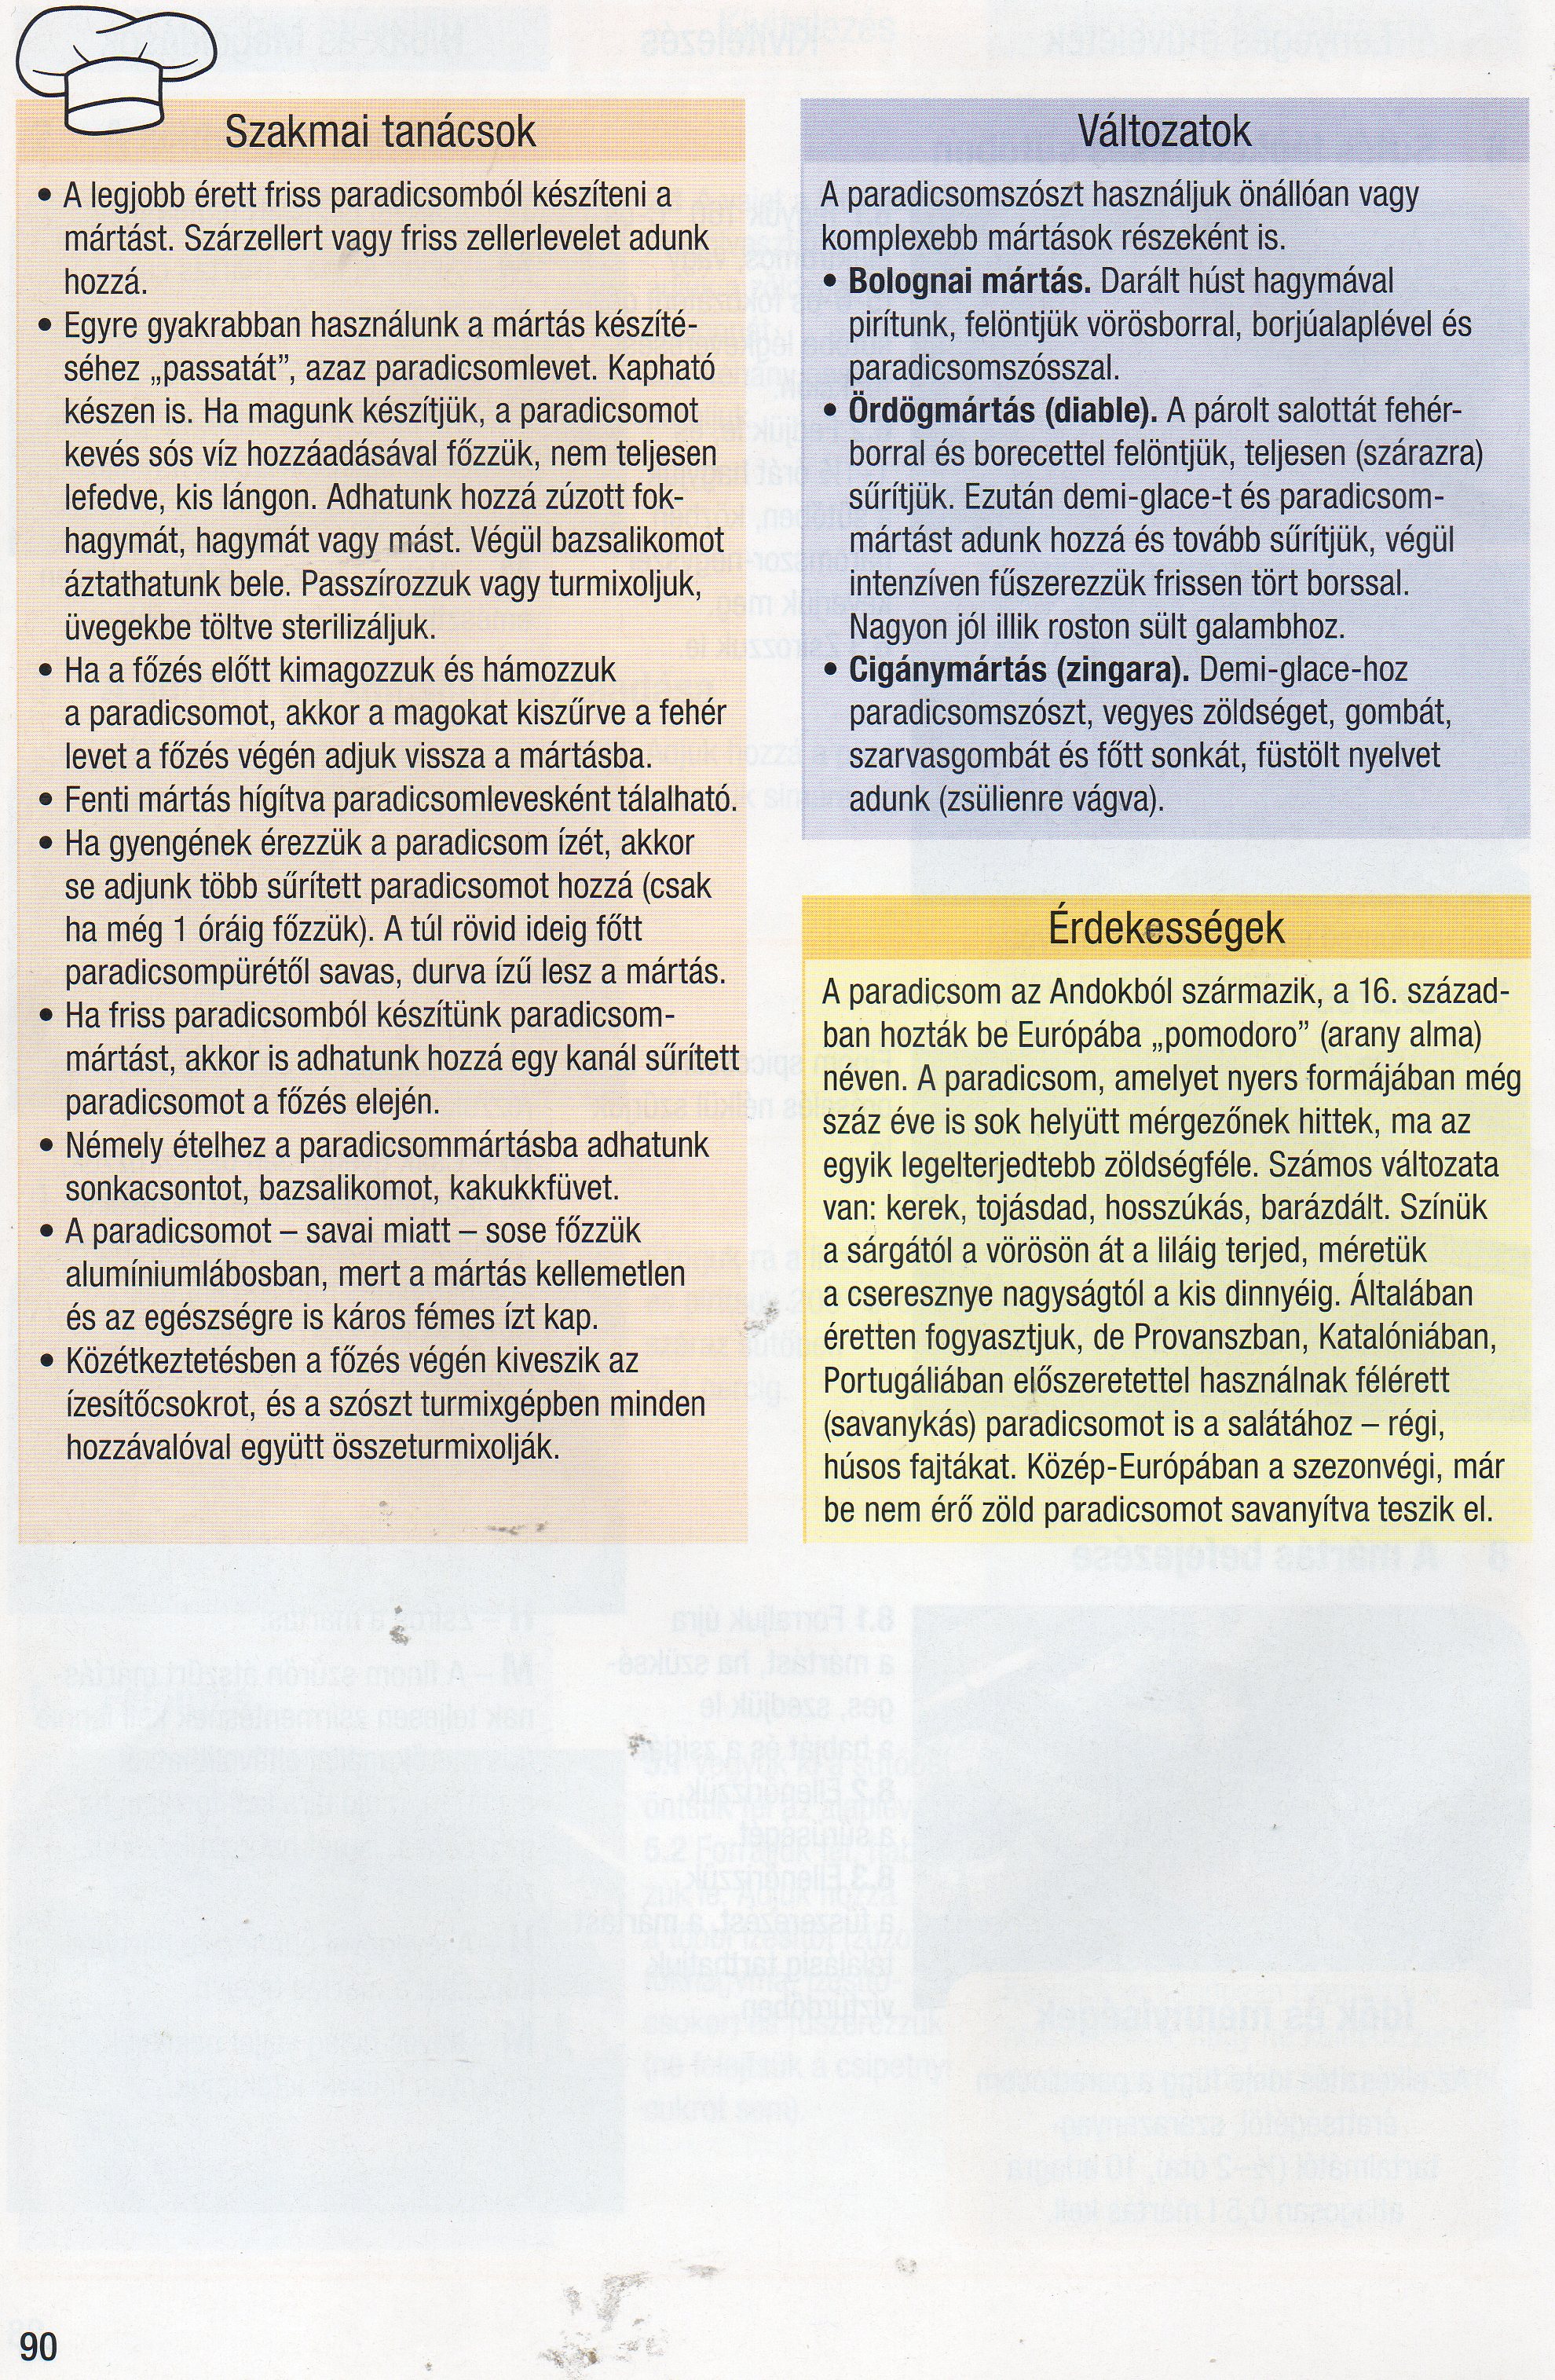 Szakmai tanácsok
• A legjobb érett friss paradicsomból készíteni a
mártást. Szárzellert vagy friss zellerlevelet adunk
hozzá.
• Egyre gyakrabban használunk a mártás készíté-
séhez „passatát”, azaz paradicsomlevet. Kapható
készen is. Ha magunk készítjük, a paradicsomot
kevés sós víz hozzáadásával főzzük, nem teljesen
lefedve, kis lángon. Adhatunk hozzá zúzott fok-
hagymát, hagymát vagy mást. Végül bazsalikomot
áztathatunk bele. Passzírozzuk vagy turmixoljuk,
üvegekbe töltve sterilizáljuk.
• Ha a főzés előtt kimagozzuk és hámozzuk
a paradicsomot, akkor a magokat kiszűrve a fehér
levet a főzés végén adjuk vissza a mártásba.
• Fenti mártás hígítva paradicsomlevesként tálalható.
• Ha gyengének érezzük a paradicsom ízét, akkor
se adjunk több sűrített paradicsomot hozzá (csak
ha még 1 óráig főzzük). A túl rövid ideig főtt
paradicsompürétől savas, durva ízű lesz a mártás.
• Ha friss paradicsomból készítünk paradicsom-
mártást, akkor is adhatunk hozzá egy kanál sűrített
paradicsomot a főzés elején.
• Némely ételhez a paradicsommártásba adhatunk
sonkacsontot, bazsalikomot, kakukkfüvet.
• A paradicsomot – savai miatt – sose főzzük
alumíniumlábosban, mert a mártás kellemetlen
és az egészségre is káros fémes ízt kap.
• Közétkeztetésben a főzés végén kiveszik az
ízesítőcsokrot, és a szószt turmixgépben minden
hozzávalóval együtt összeturmixolják.
Változatok
A paradicsomszószt használjuk önállóan vagy
komplexebb mártások részeként is.
• Bolognai mártás. Darált húst hagymával
pirítunk, felöntjük vörösborral, borjúalaplével és
paradicsomszósszal.
• Ördögmártás (diable). A párolt salottát fehér-
borral és borecettel felöntjük, teljesen (szárazra)
sűrítjük. Ezután demi-glace-t és paradicsom-
mártást adunk hozzá és tovább sűrítjük, végül
intenzíven fűszerezzük frissen tört borssal.
Nagyon jól illik roston sült galambhoz.
• Cigánymártás (zingara). Demi-glace-hoz
paradicsomszószt, vegyes zöldséget, gombát,
szarvasgombát és főtt sonkát, füstölt nyelvet
adunk (zsülienre vágva).
Érdekességek
A paradicsom az Andokból származik, a 16. század-
ban hozták be Európába „pomodoro” (arany alma)
néven. A paradicsom, amelyet nyers formájában még
száz éve is sok helyütt mérgezőnek hittek, ma az
egyik legelterjedtebb zöldségféle. Számos változata
van: kerek, tojásdad, hosszúkás, barázdált. Színük
a sárgától a vörösön át a liláig terjed, méretük
a cseresznye nagyságtól a kis dinnyéig. Általában
éretten fogyasztjuk, de Provanszban, Katalóniában,
Portugáliában előszeretettel használnak félérett
(savanykás) paradicsomot is a salátához – régi,
húsos fajtákat. Közép-Európában a szezonvégi, már
be nem érő zöld paradicsomot savanyítva teszik el.
90